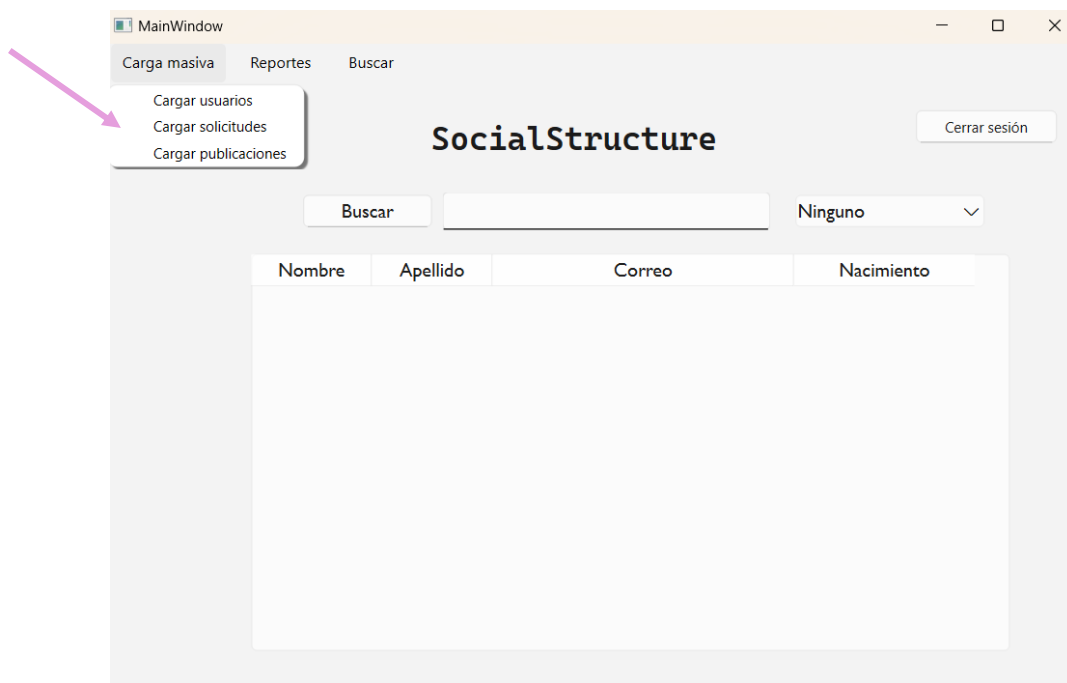 MainWindow
Carga masiva Reportes Buscar
Cargar usuarios
Cargar solicitudes
Cargar publicaciones
SocialStructure
Cerrar sesión
Buscar Ninguno
Nombre Apellido Correo Nacimiento